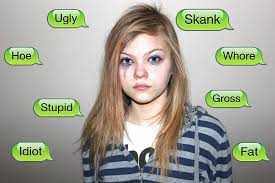 Ugly
Skank
Hoe
Whore
Stupid
Gross
Idiot
Fat